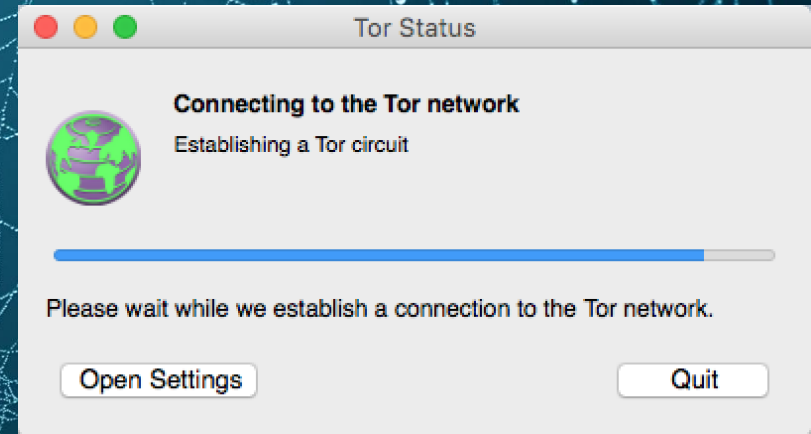 Tor Status
Connecting to the Tor network
Establishing a Tor circuit
Please wait while we establish a connection to the Tor network.
Open Settings
Quit